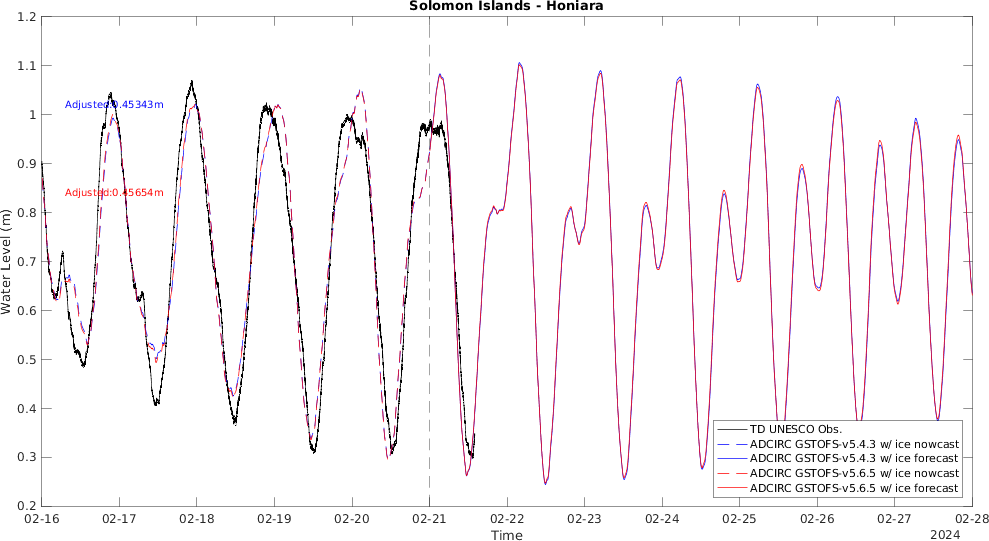 Solomon Islands - Honiara
1.2
1.1
1
0.9
0.8
0.7
0.6
0.5
0.4
0.3
0.2
Water Level (m)
Adjusted:0.45343m
Adjusted:0.45654m
TD UNESCO Obs.
ADCIRC GSTOFS-v5.4.3 w/ ice nowcast
ADCIRC GSTOFS-v5.4.3 w/ ice forecast
ADCIRC GSTOFS-v5.6.5 w/ ice nowcast
ADCIRC GSTOFS-v5.6.5 w/ ice forecast
02-16 02-17 02-18 02-19 02-20 02-21 02-22 02-23 02-24 02-25 02-26 02-27 02-28
Time
2024